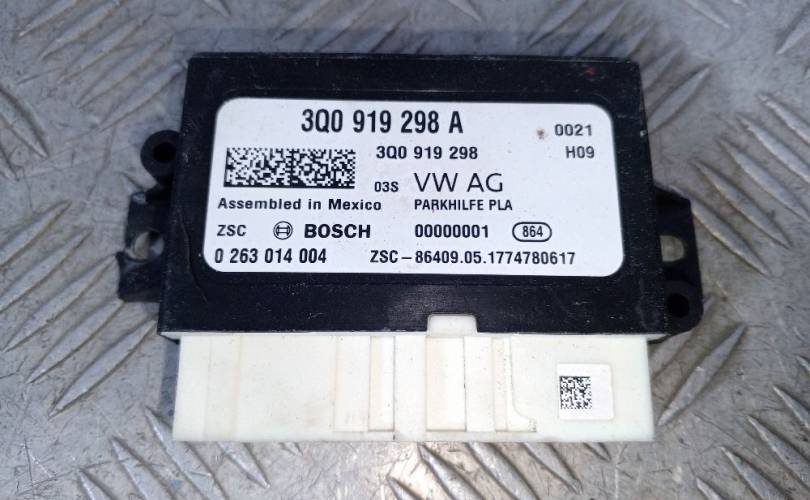 3Q0 919 298 A
0021
3Q0 919 298
H09
03S VW AG
Assembled in Mexico
PARKHILFE PLA
ZSC BOSCH
00000001 864
0 263 014 004
ZSC-86409.05.1774780617